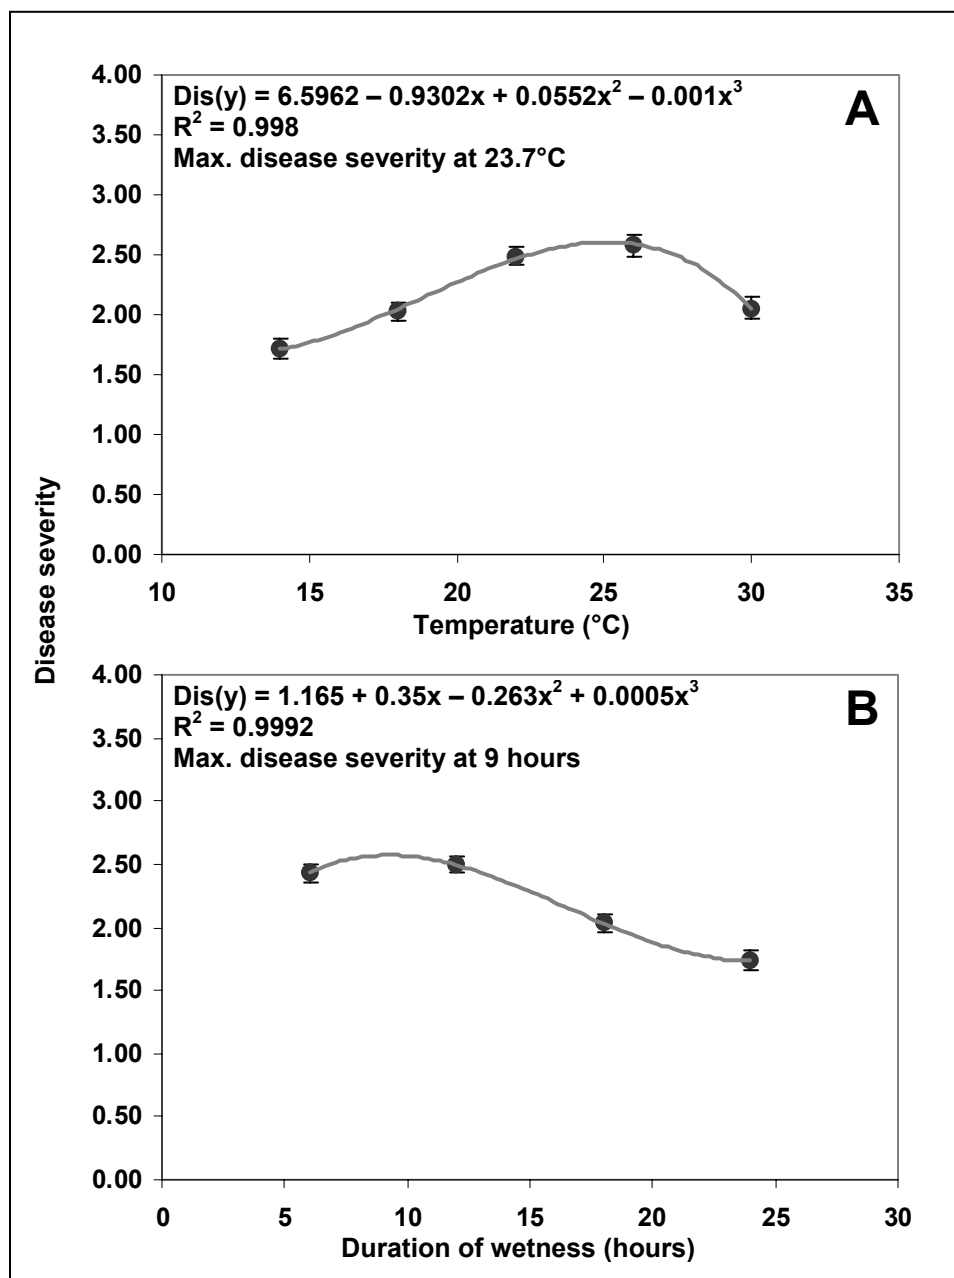 Disease severity
4.00
3.50
3.00
2.50
2.00
1.50
1.00
0.50
0.00
Dis(y) = 6.5962 – 0.9302x + 0.0552x² – 0.001x³
R² = 0.998
Max. disease severity at 23.7°C
A
10 15 20 25 30 35
Temperature (°C)
4.00
3.50
3.00
2.50
2.00
1.50
1.00
0.50
0.00
Dis(y) = 1.165 + 0.35x – 0.263x² + 0.0005x³
R² = 0.9992
Max. disease severity at 9 hours
B
0 5 10 15 20 25 30
Duration of wetness (hours)